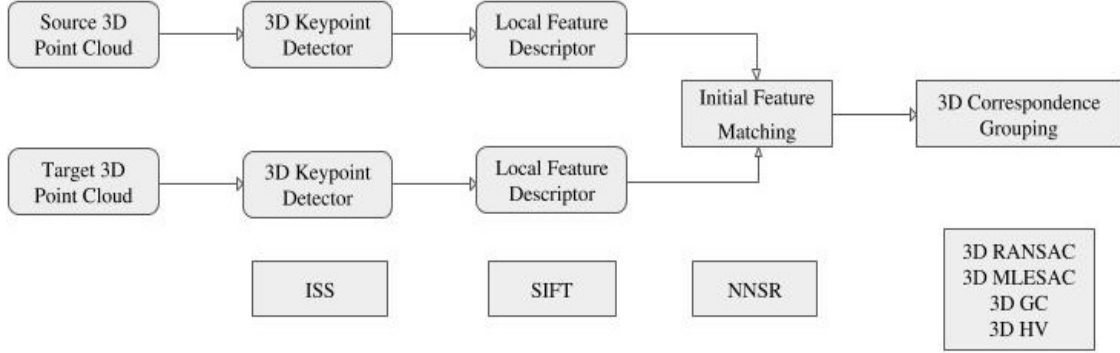 Source 3D
Point Cloud
3D Keypoint
Detector
Local Feature
Descriptor
Initial Feature
Matching
3D Correspondence
Grouping
Target 3D
Point Cloud
3D Keypoint
Detector
Local Feature
Descriptor
ISS
SIFT
NNSR
3D RANSAC
3D MLESAC
3D GC
3D HV